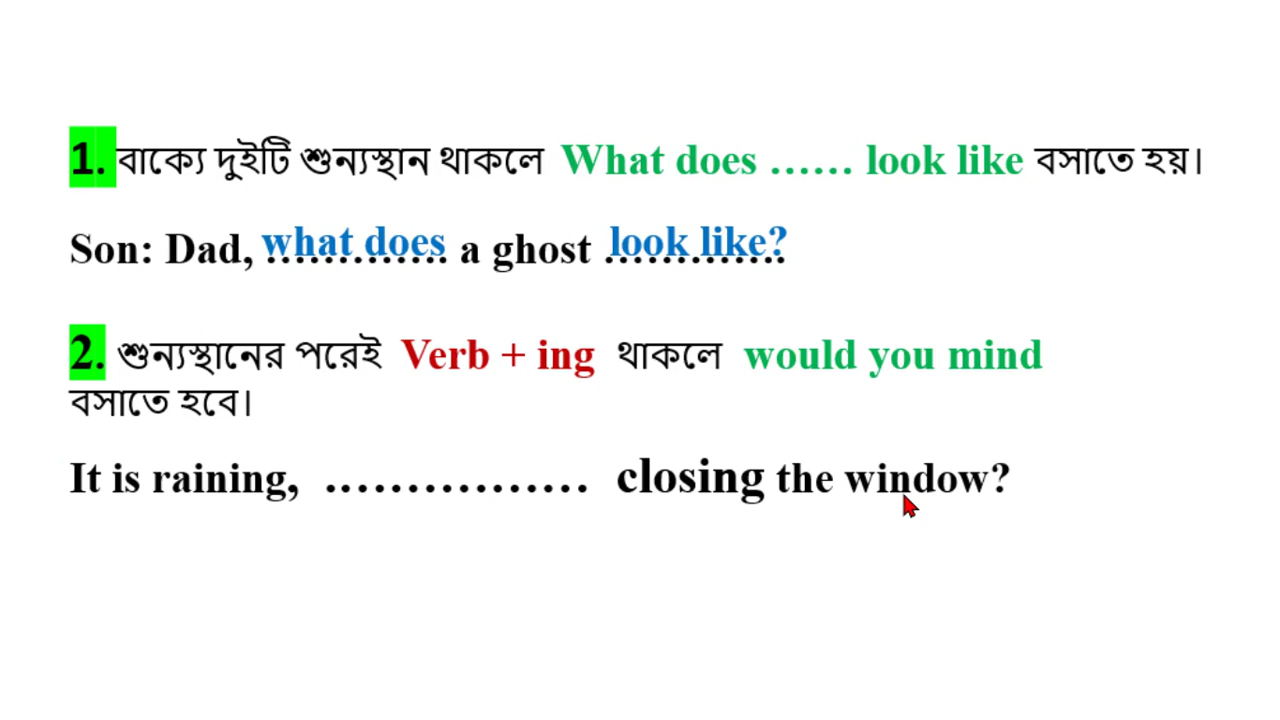 1. বাক্যে দুইটি শুন্যস্থান থাকলে What does …… look like বসাতে হয়।
Son: Dad, what does a ghost look like?
2. শুন্যস্থানের পরেই Verb + ing থাকলে would you mind
বসাতে হবে।
It is raining, ……………… closing the window?